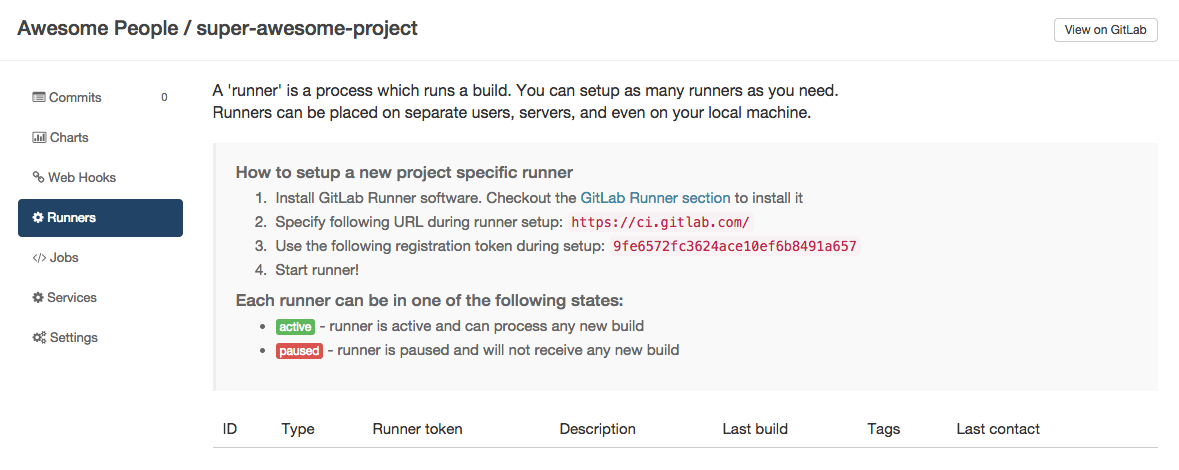 Awesome People / super-awesome-project
View on GitLab
Commits 0
Charts
Web Hooks
Runners
Jobs
Services
Settings
A 'runner' is a process which runs a build. You can setup as many runners as you need.
Runners can be placed on separate users, servers, and even on your local machine.
How to setup a new project specific runner
1. Install GitLab Runner software. Checkout the GitLab Runner section to install it
2. Specify following URL during runner setup: https://ci.gitlab.com/
3. Use the following registration token during setup: 9fe6572fc3624ace10ef6b8491a657
4. Start runner!
Each runner can be in one of the following states:
• active - runner is active and can process any new build
• paused - runner is paused and will not receive any new build
ID Type Runner token Description Last build Tags Last contact